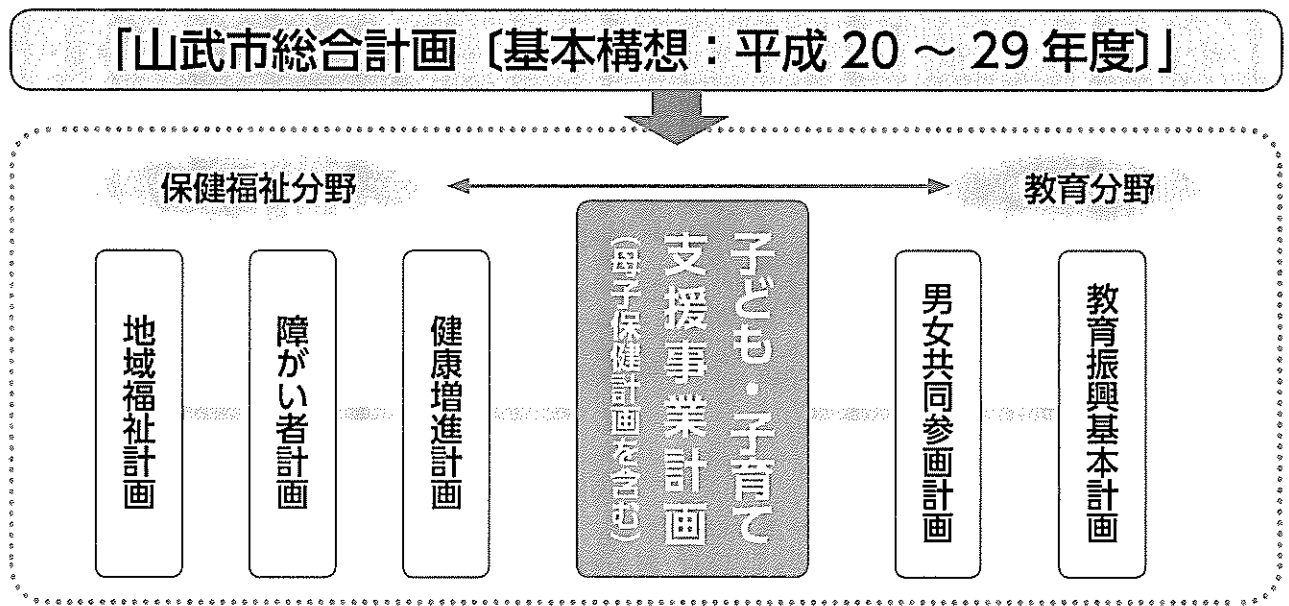 「山武市総合計画〔基本構想：平成 20 ～ 29 年度〕」
保健福祉分野
教育分野
地域福祉計画
障がい者計画
健康増進計画
子ども・子育て
支援事業計画
（母子保健計画を含む）
男女共同参画計画
教育振興基本計画